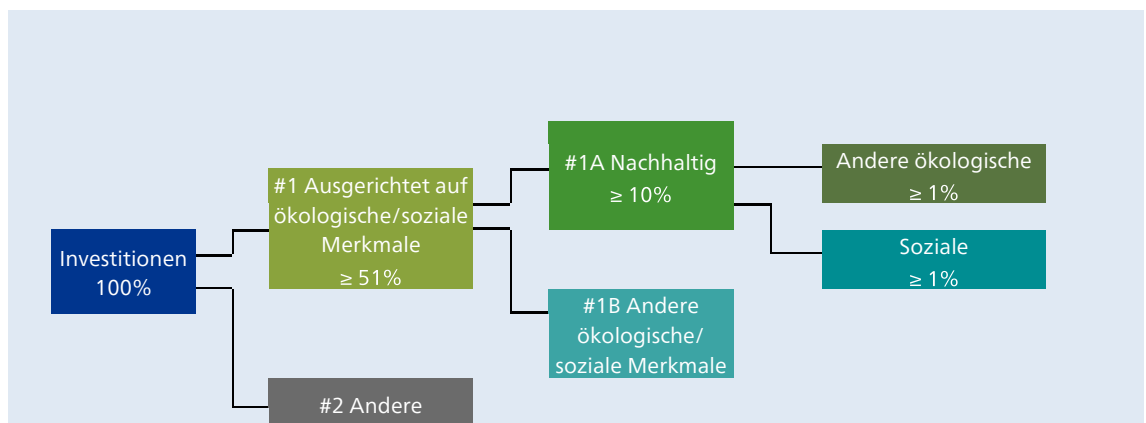 Investitionen
100%
#1 Ausgerichtet auf
ökologische/soziale
Merkmale
≥ 51%
#2 Andere
#1A Nachhaltig
≥ 10%
#1B Andere
ökologische/
soziale Merkmale
Andere ökologische
≥ 1%
Soziale
≥ 1%